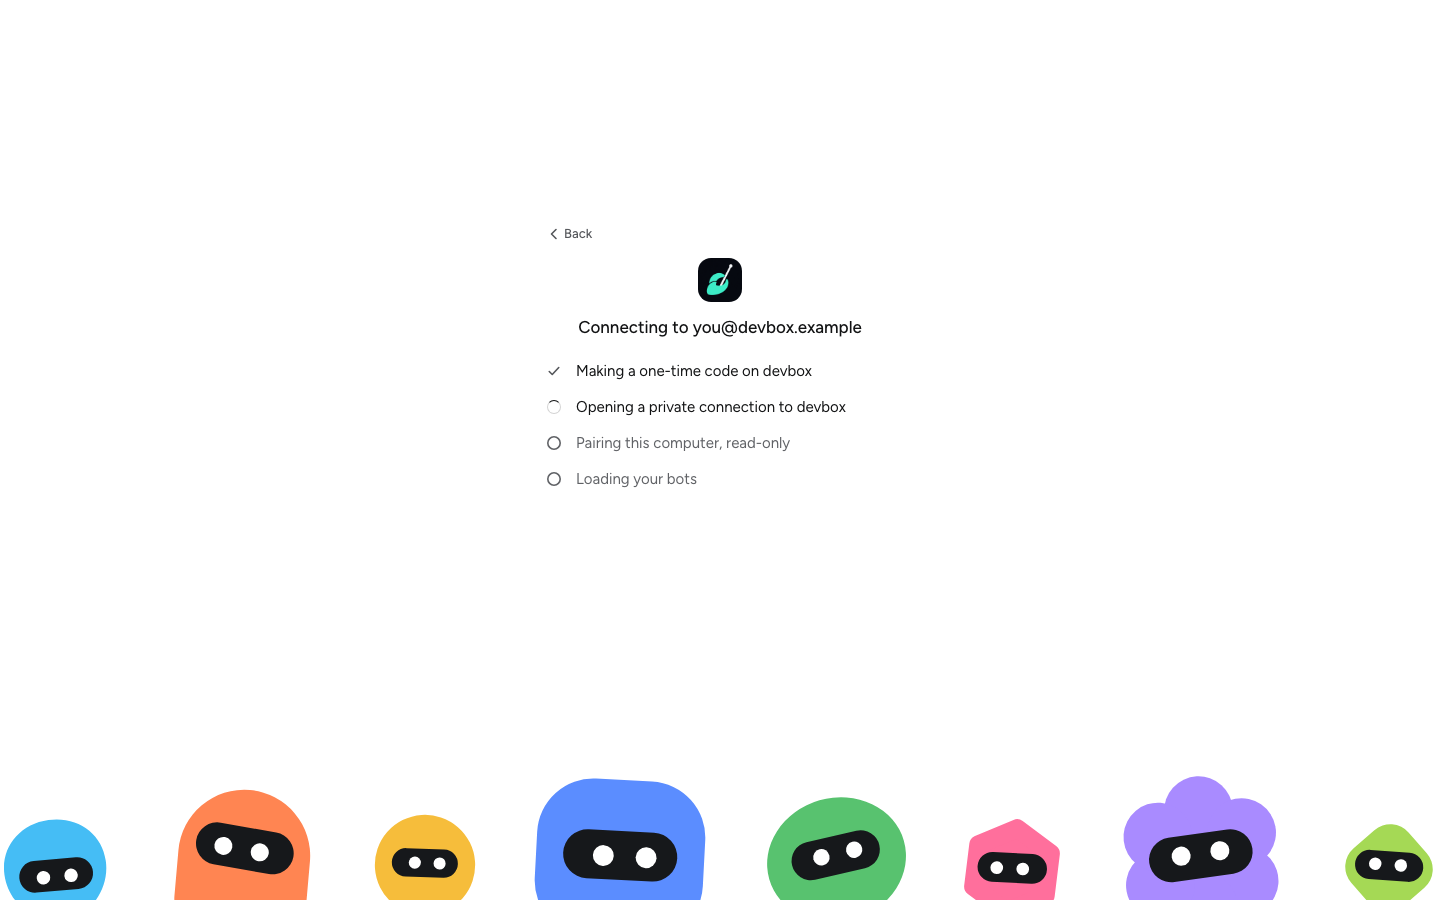 Back
Connecting to you@devbox.example
Making a one-time code on devbox
Opening a private connection to devbox
Pairing this computer, read-only
Loading your bots